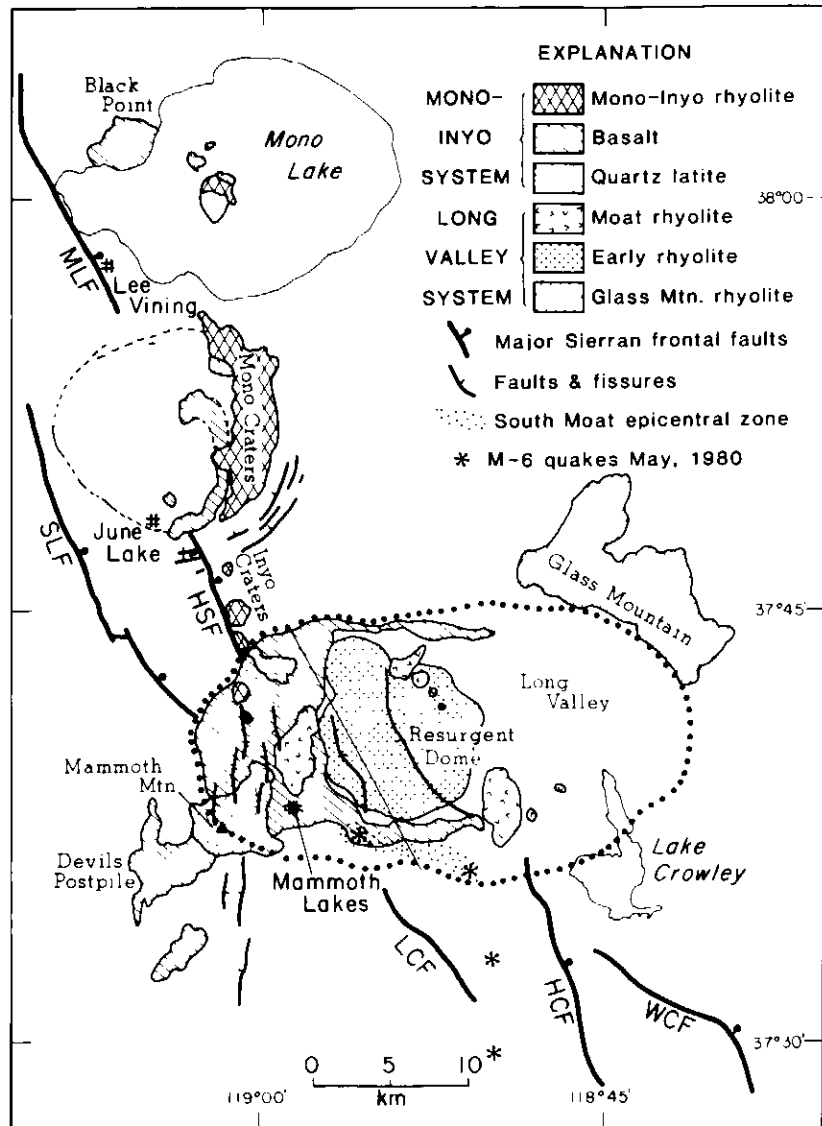 EXPLANATION
MONO-
INYO
SYSTEM
Mono-Inyo rhyolite
Basalt
Quartz latite
LONG
VALLEY
SYSTEM
Moat rhyolite
Early rhyolite
Glass Mtn. rhyolite
Major Sierran frontal faults
Faults & fissures
South Moat epicentral zone
* M-6 quakes May, 1980
Black
Point
Mono
Lake
38°00'
MLF
Lee
Vining
Mono Craters
SLF
June
Lake
HSF
Inyo
Craters
Glass Mountain
37°45'
Long
Valley
Resurgent
Dome
Mammoth
Mtn
Devils
Postpile
Mammoth
Lakes
Lake
Crowley
LCF
HCF
WCF
37°30'
0 5 10
km
119°00'
118°45'